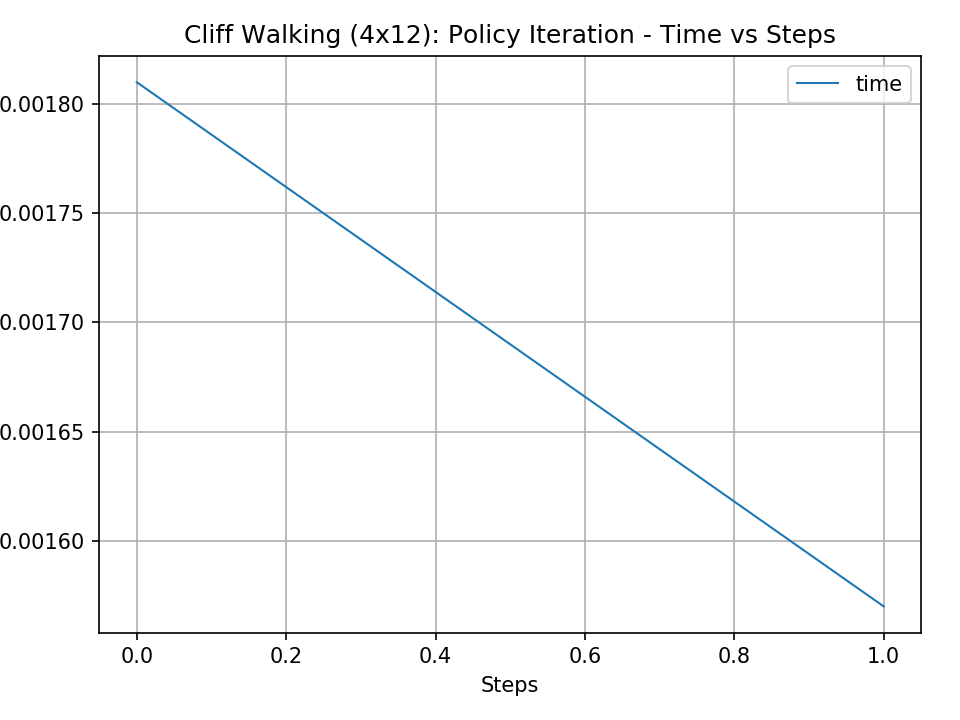 Cliff Walking (4x12): Policy Iteration - Time vs Steps
time
0.00180
0.00175
0.00170
0.00165
0.00160
0.0 0.2 0.4 0.6 0.8 1.0
Steps